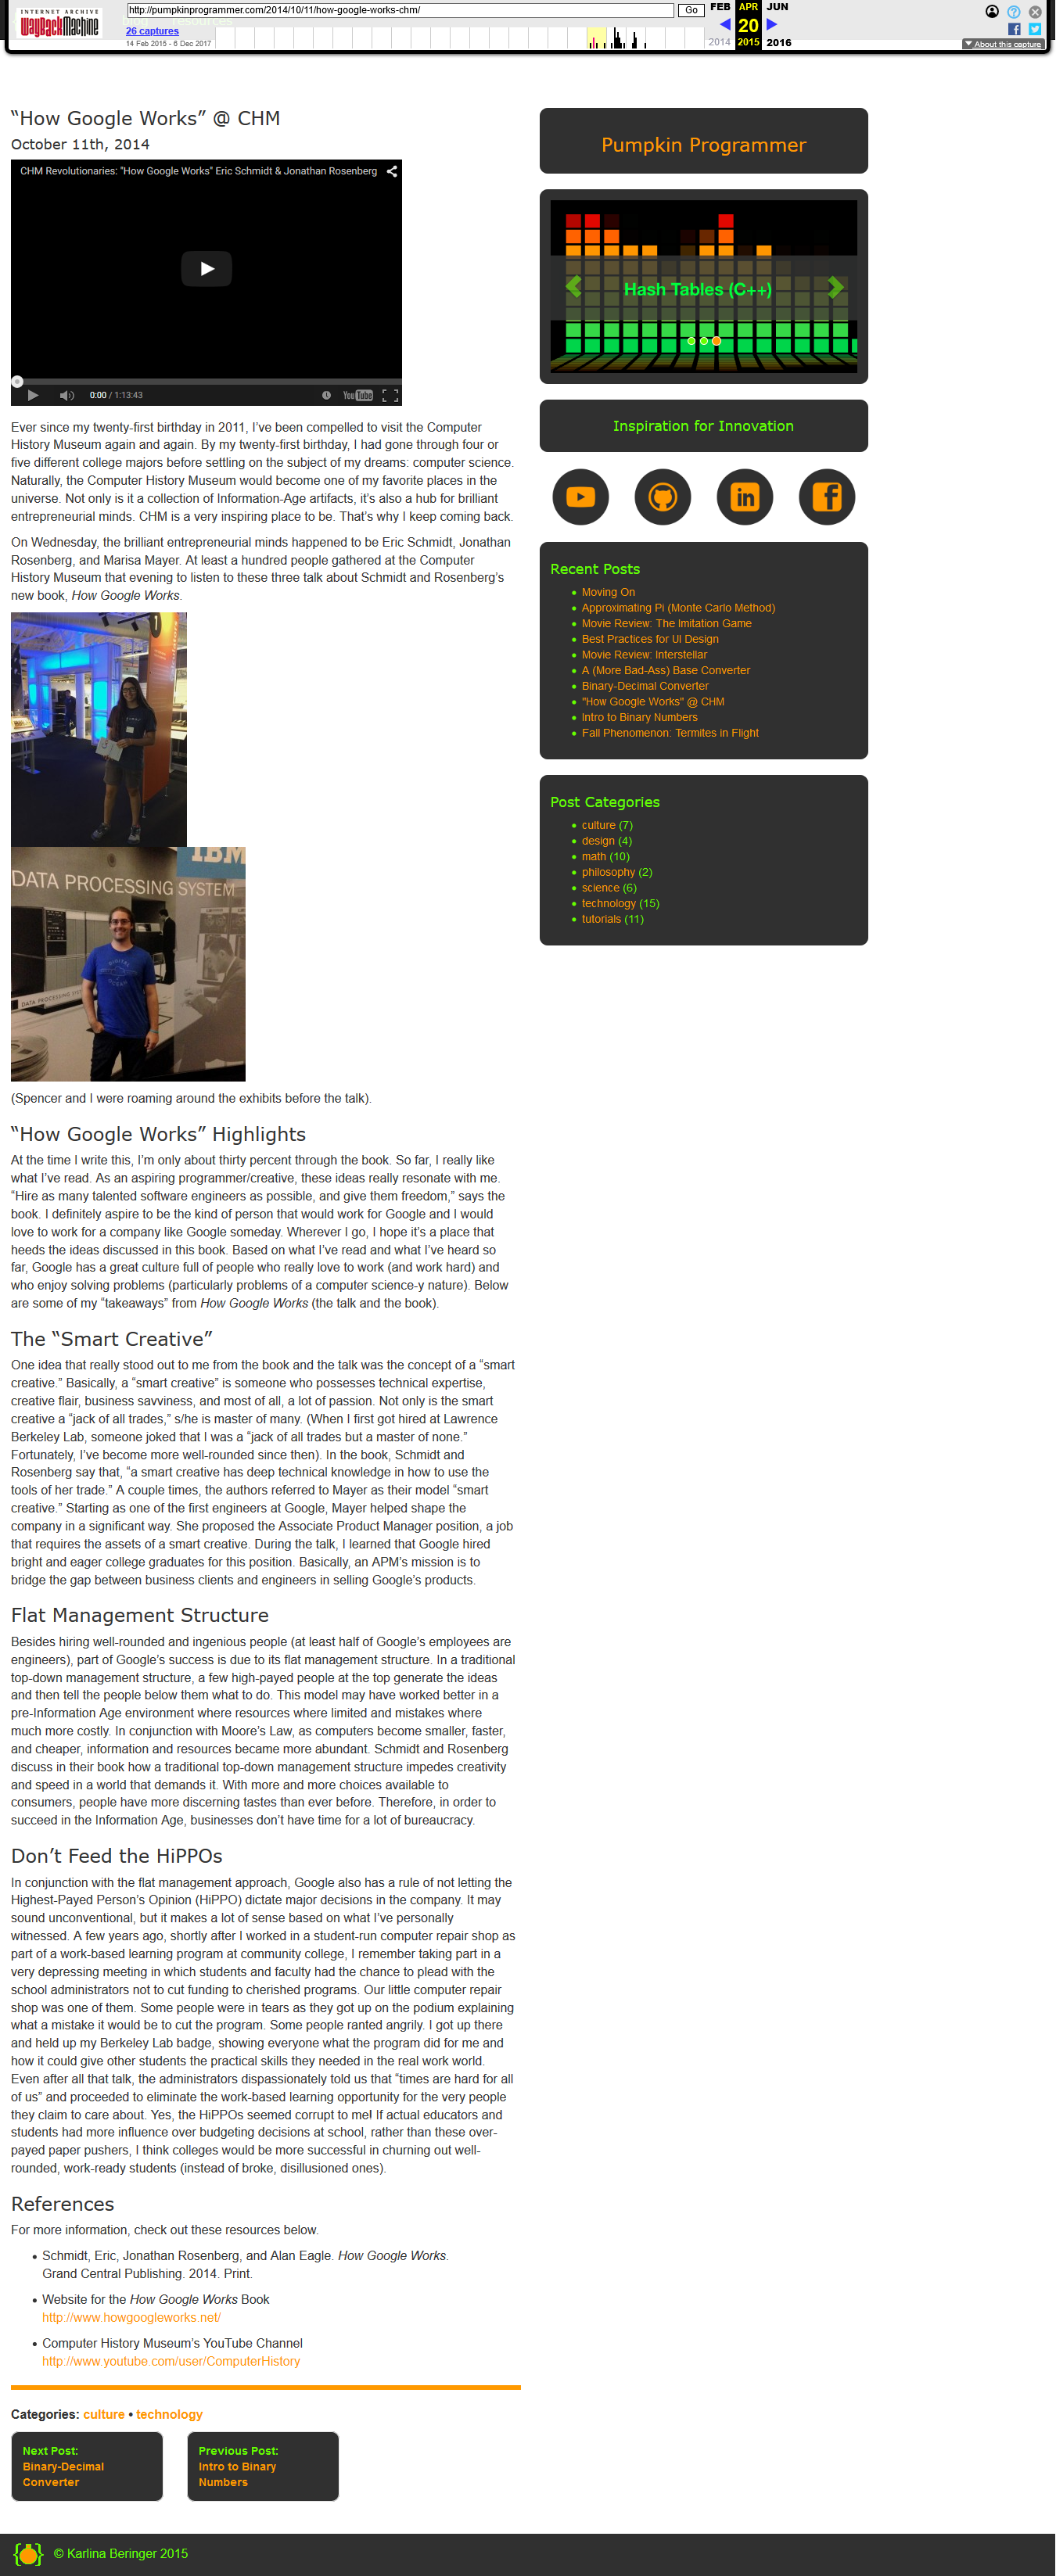 INTERNET ARCHIVE
WayBackMachine
http://pumpkinprogrammer.com/2014/10/11/how-google-works-chm/
Go
FEB APR JUN
26 captures
20
14 Feb 2015 - 6 Dec 2017
2014 2015 2016
About this capture
“How Google Works” @ CHM
October 11th, 2014
CHM Revolutionaries: "How Google Works" Eric Schmidt & Jonathan Rosenberg
0:00 / 1:13:43
YouTube
Ever since my twenty-first birthday in 2011, I’ve been compelled to visit the Computer
History Museum again and again. By my twenty-first birthday, I had gone through four or
five different college majors before settling on the subject of my dreams: computer science.
Naturally, the Computer History Museum would become one of my favorite places in the
universe. Not only is it a collection of Information-Age artifacts, it’s also a hub for brilliant
entrepreneurial minds. CHM is a very inspiring place to be. That’s why I keep coming back.
On Wednesday, the brilliant entrepreneurial minds happened to be Eric Schmidt, Jonathan
Rosenberg, and Marisa Mayer. At least a hundred people gathered at the Computer
History Museum that evening to listen to these three talk about Schmidt and Rosenberg’s
new book, How Google Works.
1
IBM
DATA PROCESSING SYSTEM
(Spencer and I were roaming around the exhibits before the talk).
“How Google Works” Highlights
At the time I write this, I’m only about thirty percent through the book. So far, I really like
what I’ve read. As an aspiring programmer/creative, these ideas really resonate with me.
“Hire as many talented software engineers as possible, and give them freedom,” says the
book. I definitely aspire to be the kind of person that would work for Google and I would
love to work for a company like Google someday. Wherever I go, I hope it’s a place that
heeds the ideas discussed in this book. Based on what I’ve read and what I’ve heard so
far, Google has a great culture full of people who really love to work (and work hard) and
who enjoy solving problems (particularly problems of a computer science-y nature). Below
are some of my “takeaways” from How Google Works (the talk and the book).
The “Smart Creative”
One idea that really stood out to me from the book and the talk was the concept of a “smart
creative.” Basically, a “smart creative” is someone who possesses technical expertise,
creative flair, business savviness, and most of all, a lot of passion. Not only is the smart
creative a “jack of all trades,” s/he is master of many. (When I first got hired at Lawrence
Berkeley Lab, someone joked that I was a “jack of all trades but a master of none.”
Fortunately, I’ve become more well-rounded since then). In the book, Schmidt and
Rosenberg say that, “a smart creative has deep technical knowledge in how to use the
tools of her trade.” A couple times, the authors referred to Mayer as their model “smart
creative.” Starting as one of the first engineers at Google, Mayer helped shape the
company in a significant way. She proposed the Associate Product Manager position, a job
that requires the assets of a smart creative. During the talk, I learned that Google hired
bright and eager college graduates for this position. Basically, an APM’s mission is to
bridge the gap between business clients and engineers in selling Google’s products.
Flat Management Structure
Besides hiring well-rounded and ingenious people (at least half of Google’s employees are
engineers), part of Google’s success is due to its flat management structure. In a traditional
top-down management structure, a few high-payed people at the top generate the ideas
and then tell the people below them what to do. This model may have worked better in a
pre-Information Age environment where resources where limited and mistakes where
much more costly. In conjunction with Moore’s Law, as computers become smaller, faster,
and cheaper, information and resources became more abundant. Schmidt and Rosenberg
discuss in their book how a traditional top-down management structure impedes creativity
and speed in a world that demands it. With more and more choices available to
consumers, people have more discerning tastes than ever before. Therefore, in order to
succeed in the Information Age, businesses don’t have time for a lot of bureaucracy.
Don’t Feed the HiPPOs
In conjunction with the flat management approach, Google also has a rule of not letting the
Highest-Payed Person’s Opinion (HiPPO) dictate major decisions in the company. It may
sound unconventional, but it makes a lot of sense based on what I’ve personally
witnessed. A few years ago, shortly after I worked in a student-run computer repair shop as
part of a work-based learning program at community college, I remember taking part in a
very depressing meeting in which students and faculty had the chance to plead with the
school administrators not to cut funding to cherished programs. Our little computer repair
shop was one of them. Some people were in tears as they got up on the podium explaining
what a mistake it would be to cut the program. Some people ranted angrily. I got up there
and held up my Berkeley Lab badge, showing everyone what the program did for me and
how it could give other students the practical skills they needed in the real work world.
Even after all that talk, the administrators dispassionately told us that “times are hard for all
of us” and proceeded to eliminate the work-based learning opportunity for the very people
they claim to care about. Yes, the HiPPOs seemed corrupt to me! If actual educators and
students had more influence over budgeting decisions at school, rather than these over-
payed paper pushers, I think colleges would be more successful in churning out well-
rounded, work-ready students (instead of broke, disillusioned ones).
References
For more information, check out these resources below.
Schmidt, Eric, Jonathan Rosenberg, and Alan Eagle. How Google Works.
Grand Central Publishing. 2014. Print.
Website for the How Google Works Book
http://www.howgoogleworks.net/
Computer History Museum’s YouTube Channel
http://www.youtube.com/user/ComputerHistory
Categories: culture • technology
Next Post:
Binary-Decimal
Converter
Previous Post:
Intro to Binary
Numbers
Pumpkin Programmer
Hash Tables (C++)
Inspiration for Innovation
Recent Posts
Moving On
Approximating Pi (Monte Carlo Method)
Movie Review: The Imitation Game
Best Practices for UI Design
Movie Review: Interstellar
A (More Bad-Ass) Base Converter
Binary-Decimal Converter
"How Google Works" @ CHM
Intro to Binary Numbers
Fall Phenomenon: Termites in Flight
Post Categories
culture (7)
design (4)
math (10)
philosophy (2)
science (6)
technology (15)
tutorials (11)
© Karlina Beringer 2015